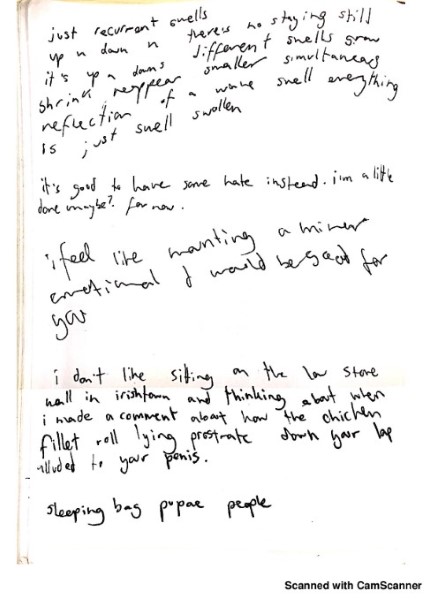 just recurrent swells
up n down n there's no staying still
it's up n downs different swells grow
shrink reappear smaller simultaneous
reflection of a wave swell everything
is just swell swollen
it's good to have some hate instead. i'm a little
done maybe? for now.
i feel like wanting a minor
emotional I would be good for
you
i don't like sitting on the low stone
wall in irishtown and thinking about when
i made a comment about how the chicken
fillet roll lying prostrate down your lap
alluded to your penis.
sleeping bag pupae people
Scanned with CamScanner